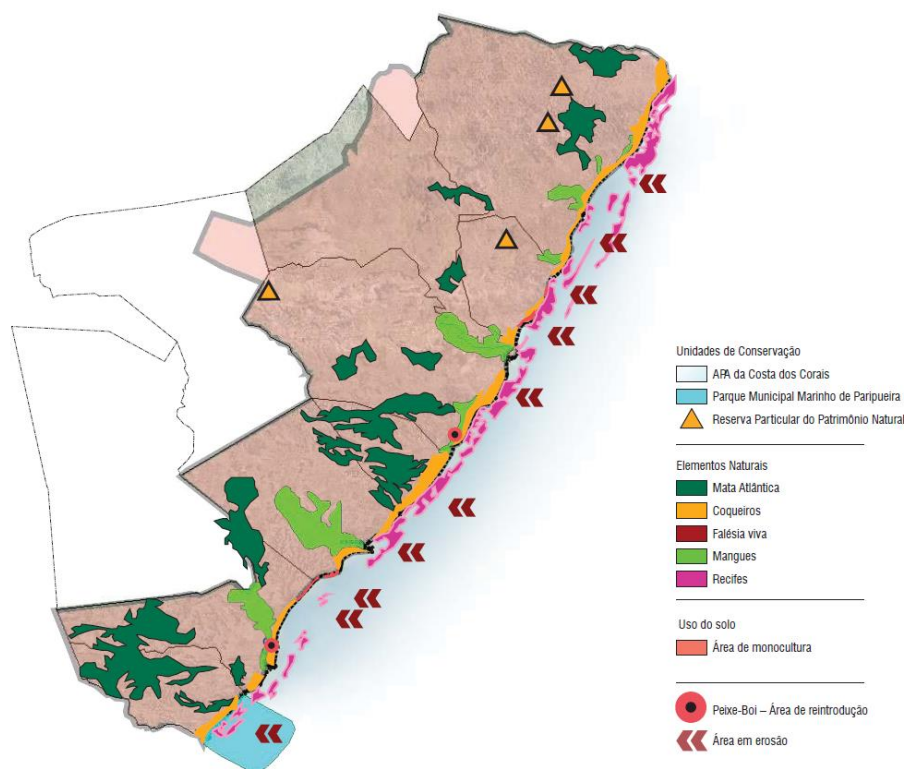 Unidades de Conservação
APA da Costa dos Corais
Parque Municipal Marinho de Paripueira
Reserva Particular do Patrimônio Natural
Elementos Naturais
Mata Atlântica
Coqueiros
Falésia viva
Mangues
Recifes
Uso do solo
Área de monocultura
Peixe-Boi – Área de reintrodução
Área em erosão